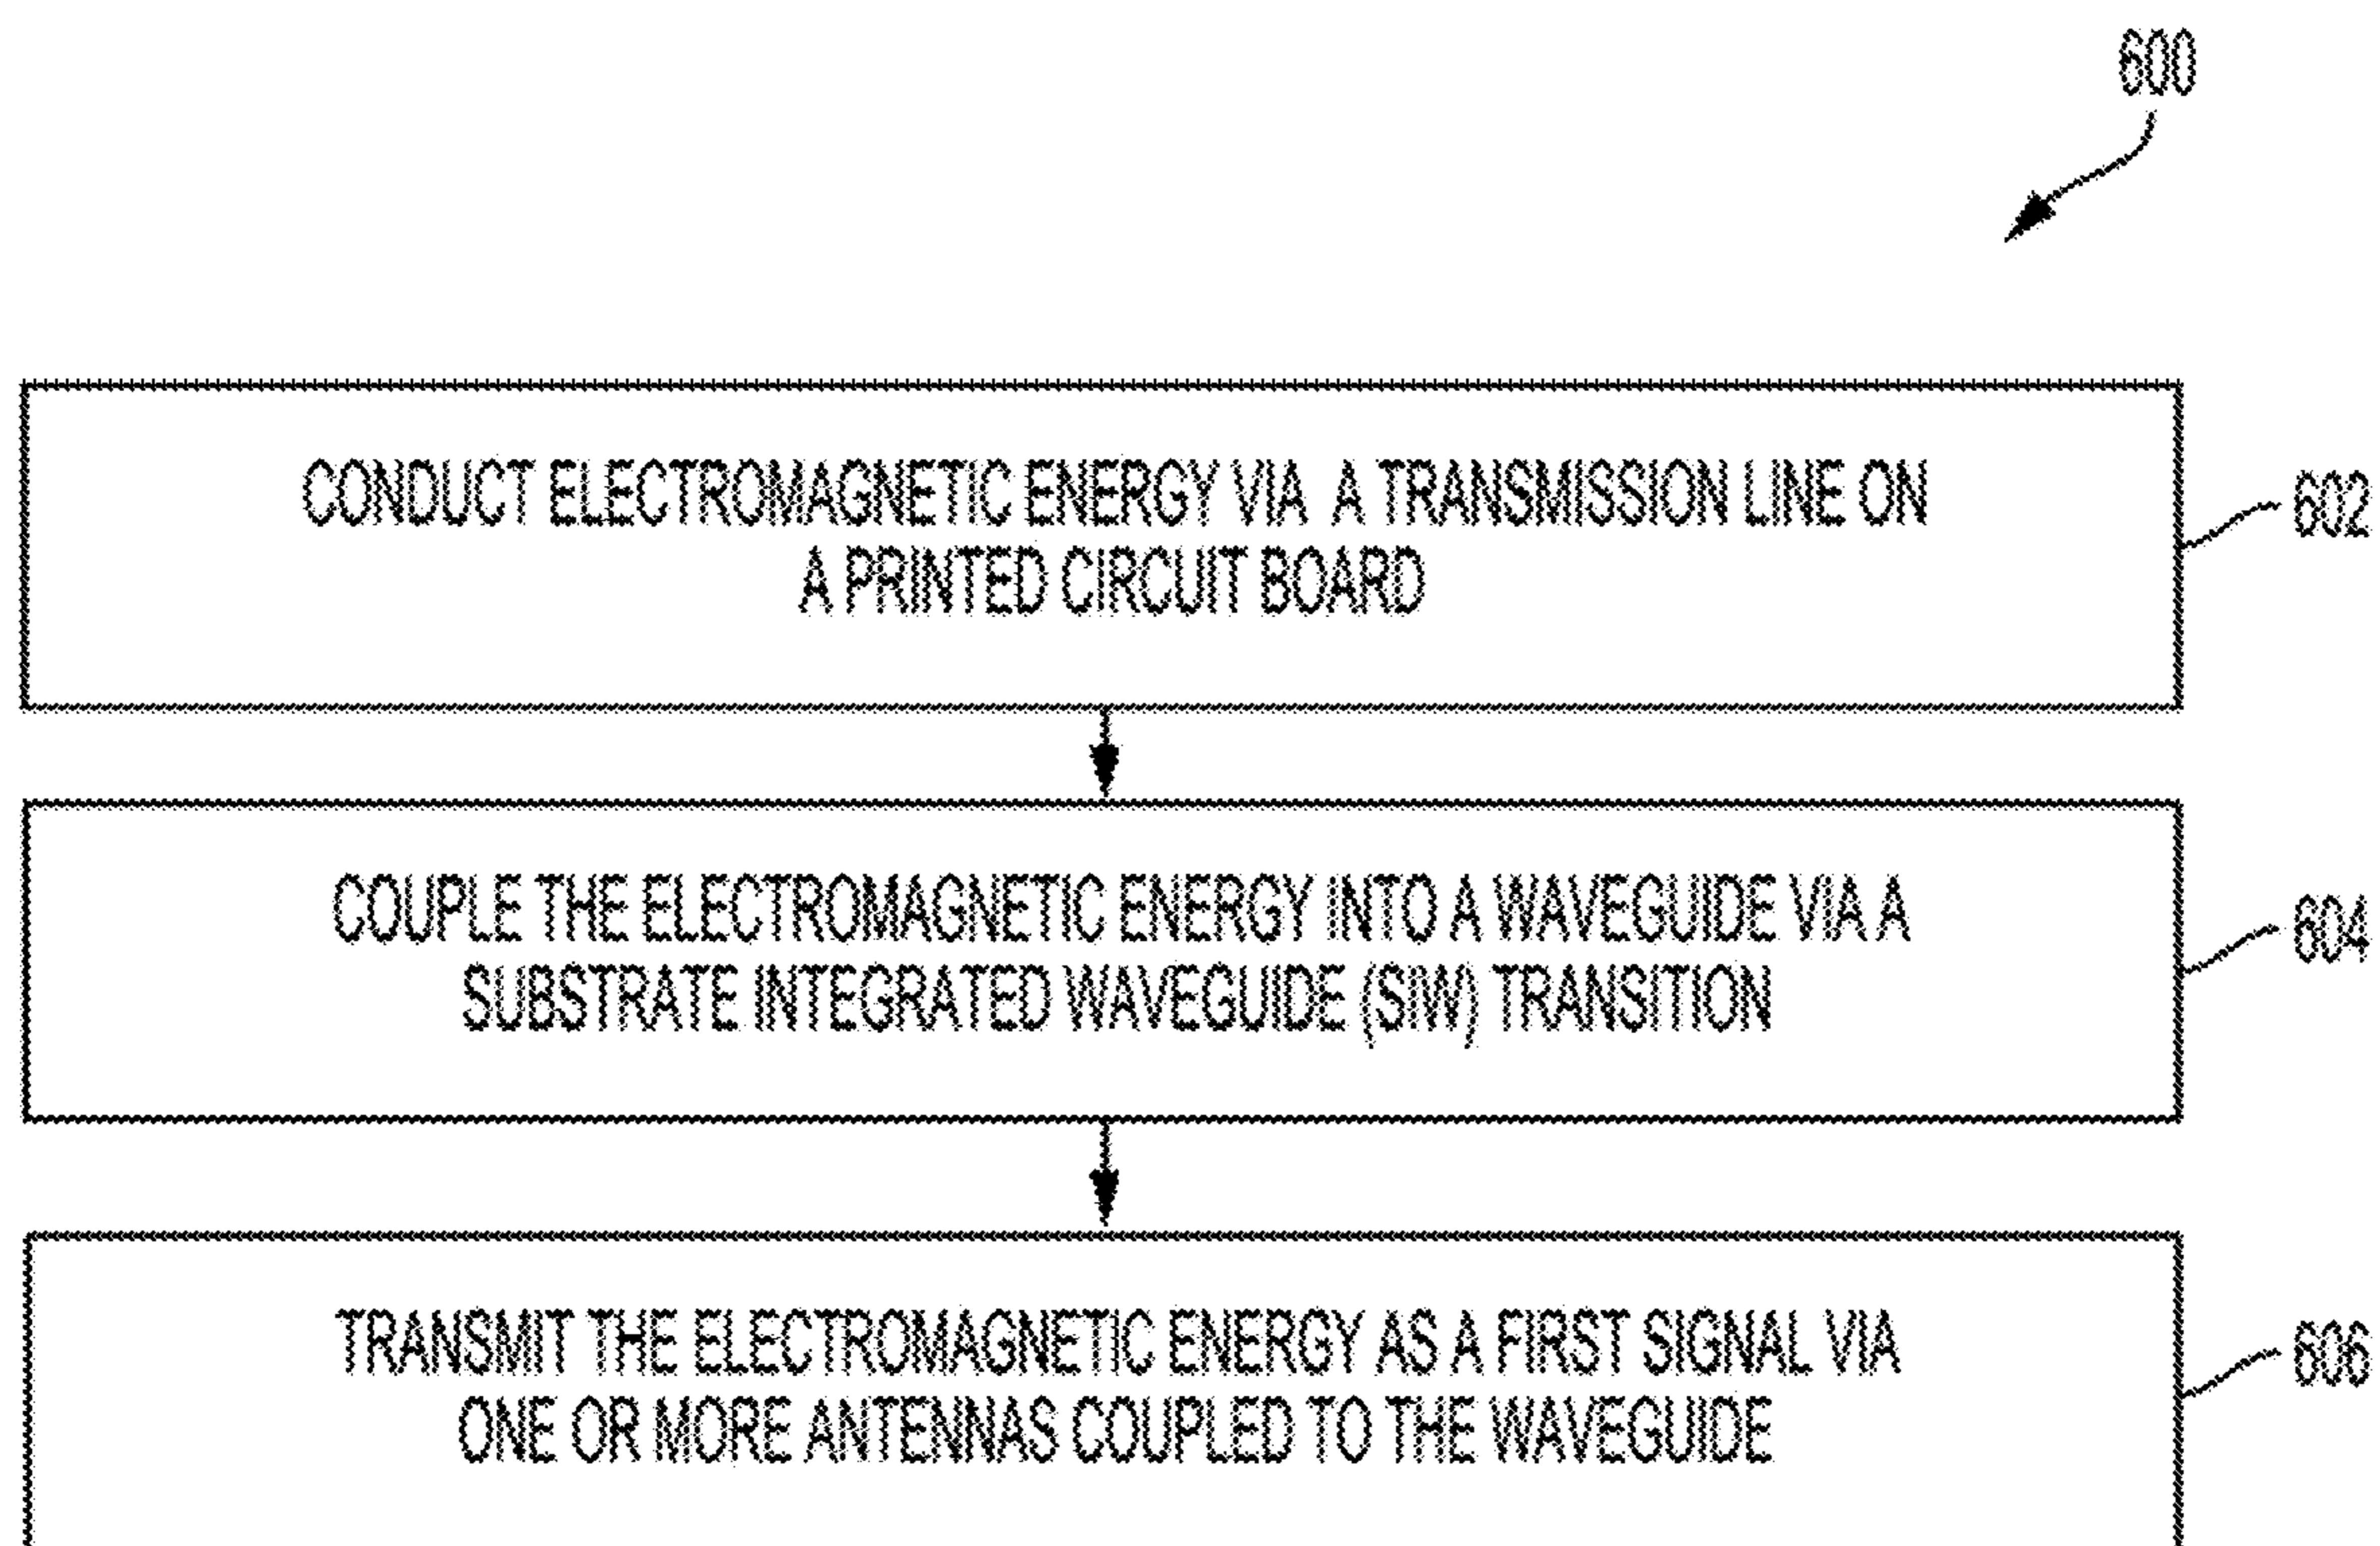 600
CONDUCT ELECTROMAGNETIC ENERGY VIA A TRANSMISSION LINE ON
A PRINTED CIRCUIT BOARD
602
COUPLE THE ELECTROMAGNETIC ENERGY INTO A WAVEGUIDE VIA A
SUBSTRATE INTEGRATED WAVEGUIDE (SIW) TRANSITION
604
TRANSMIT THE ELECTROMAGNETIC ENERGY AS A FIRST SIGNAL VIA
ONE OR MORE ANTENNAS COUPLED TO THE WAVEGUIDE
606